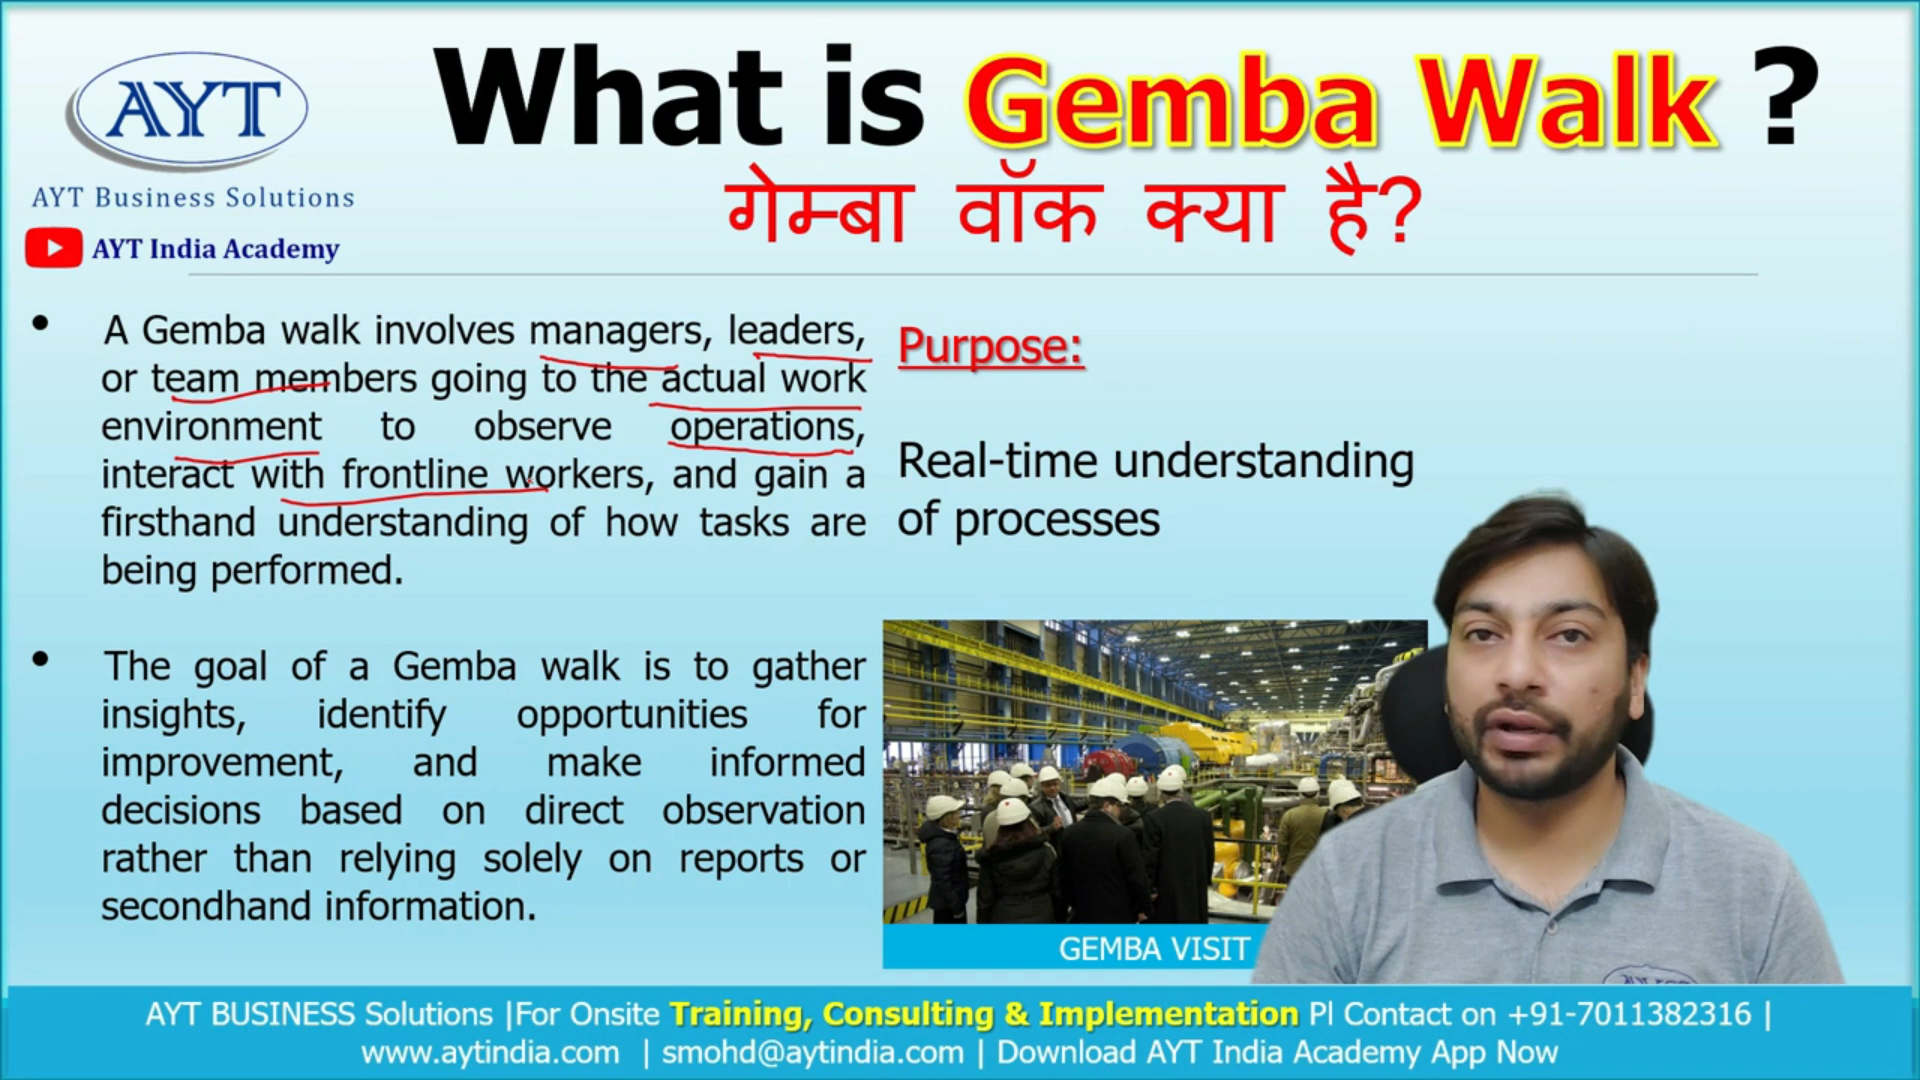 AYT
AYT Business Solutions
AYT India Academy
What is Gemba Walk ?
गेम्बा वॉक क्या है?
• A Gemba walk involves managers, leaders,
or team members going to the actual work
environment to observe operations,
interact with frontline workers, and gain a
firsthand understanding of how tasks are
being performed.
• The goal of a Gemba walk is to gather
insights, identify opportunities for
improvement, and make informed
decisions based on direct observation
rather than relying solely on reports or
secondhand information.
Purpose:
Real-time understanding
of processes
GEMBA VISIT
AYT BUSINESS Solutions |For Onsite Training, Consulting & Implementation Pl Contact on +91-7011382316 |
www.aytindia.com | smohd@aytindia.com | Download AYT India Academy App Now